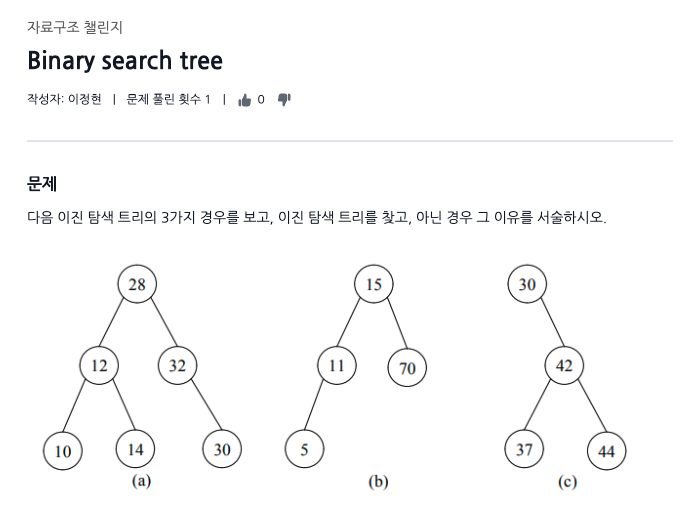 자료구조 챌린지
Binary search tree
작성자: 이정현 | 문제 풀린 횟수 1 | 0
문제
다음 이진 탐색 트리의 3가지 경우를 보고, 이진 탐색 트리를 찾고, 아닌 경우 그 이유를 서술하시오.
28 15 30
12 32 11 70 42
10 14 30 5 37 44
(a) (b) (c)